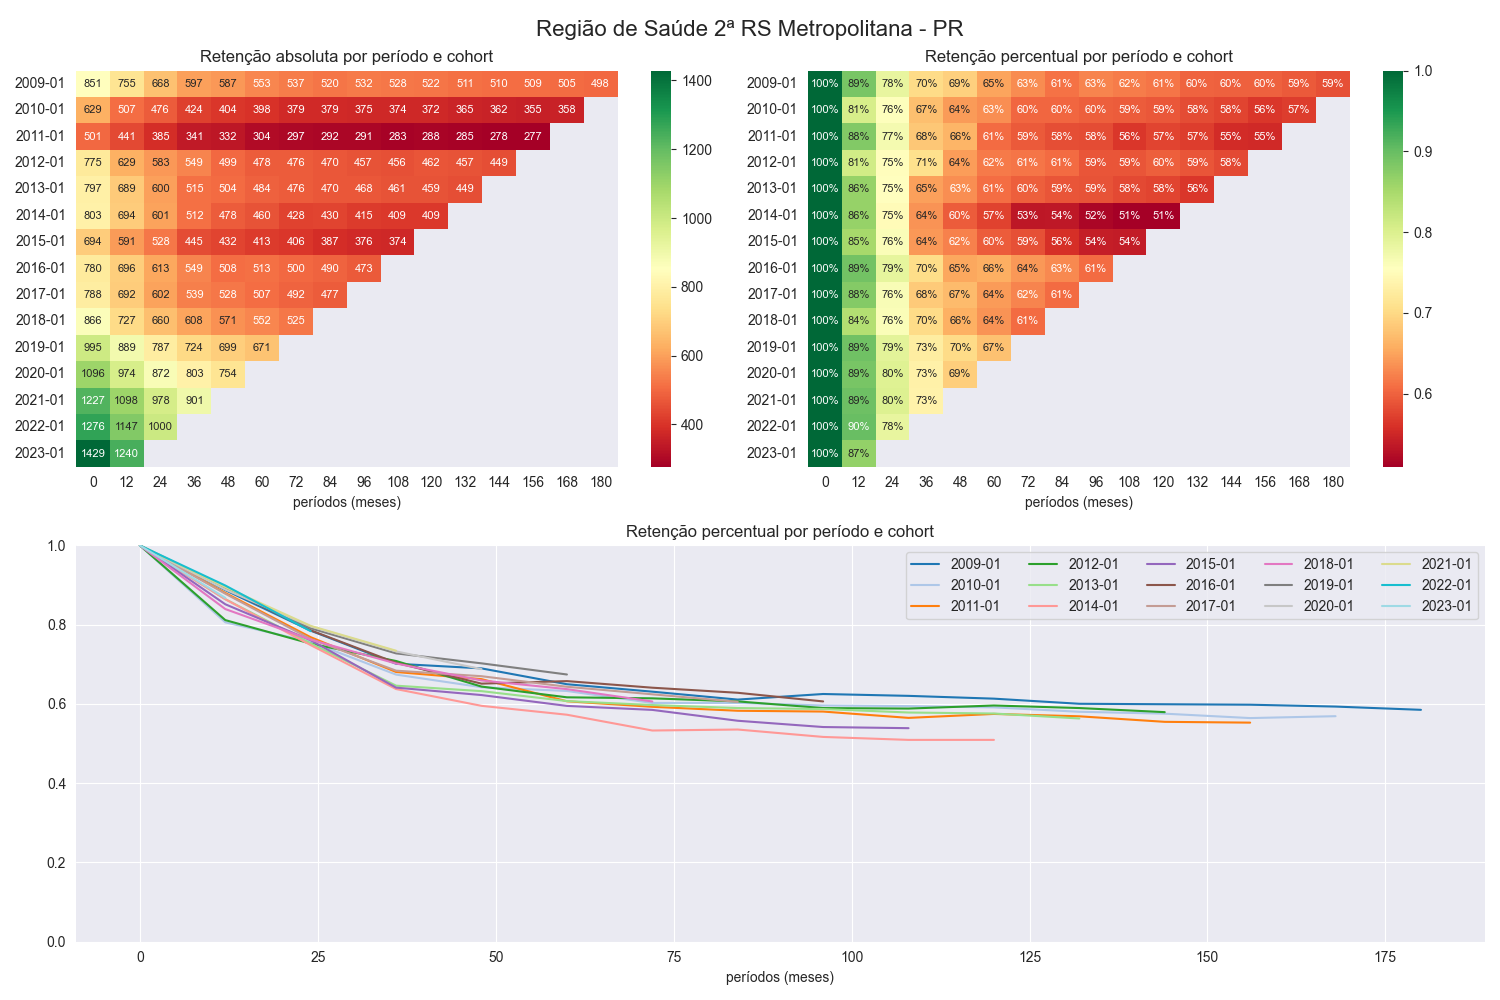 Região de Saúde 2ª RS Metropolitana - PR
Retenção absoluta por período e cohort
2009-01 851 755 668 597 587 553 537 520 532 528 522 511 510 509 505 498
2010-01 629 507 476 424 404 398 379 379 375 374 372 365 362 355 358
2011-01 501 441 385 341 332 304 297 292 291 283 288 285 278 277
2012-01 775 629 583 549 499 478 476 470 457 456 462 457 449
2013-01 797 689 600 515 504 484 476 470 468 461 459 449
2014-01 803 694 601 512 478 460 428 430 415 409 409
2015-01 694 591 528 445 432 413 406 387 376 374
2016-01 780 696 613 549 508 513 500 490 473
2017-01 788 692 602 539 528 507 492 477
2018-01 866 727 660 608 571 552 525
2019-01 995 889 787 724 699 671
2020-01 1096 974 872 803 754
2021-01 1227 1098 978 901
2022-01 1276 1147 1000
2023-01 1429 1240
0 12 24 36 48 60 72 84 96 108 120 132 144 156 168 180
períodos (meses)
1400
1200
1000
800
600
400
Retenção percentual por período e cohort
2009-01 100% 89% 78% 70% 69% 65% 63% 61% 63% 62% 61% 60% 60% 60% 59% 59%
2010-01 100% 81% 76% 67% 64% 63% 60% 60% 60% 59% 59% 58% 58% 56% 57%
2011-01 100% 88% 77% 68% 66% 61% 59% 58% 58% 56% 57% 57% 55% 55%
2012-01 100% 81% 75% 71% 64% 62% 61% 61% 59% 59% 60% 59% 58%
2013-01 100% 86% 75% 65% 63% 61% 60% 59% 59% 58% 58% 56%
2014-01 100% 86% 75% 64% 60% 57% 53% 54% 52% 51% 51%
2015-01 100% 85% 76% 64% 62% 60% 59% 56% 54% 54%
2016-01 100% 89% 79% 70% 65% 66% 64% 63% 61%
2017-01 100% 88% 76% 68% 67% 64% 62% 61%
2018-01 100% 84% 76% 70% 66% 64% 61%
2019-01 100% 89% 79% 73% 70% 67%
2020-01 100% 89% 80% 73% 69%
2021-01 100% 89% 80% 73%
2022-01 100% 90% 78%
2023-01 100% 87%
0 12 24 36 48 60 72 84 96 108 120 132 144 156 168 180
períodos (meses)
1.0
0.9
0.8
0.7
0.6
Retenção percentual por período e cohort
1.0
0.8
0.6
0.4
0.2
0.0
2009-01 2012-01 2015-01 2018-01 2021-01
2010-01 2013-01 2016-01 2019-01 2022-01
2011-01 2014-01 2017-01 2020-01 2023-01
0 25 50 75 100 125 150 175
períodos (meses)